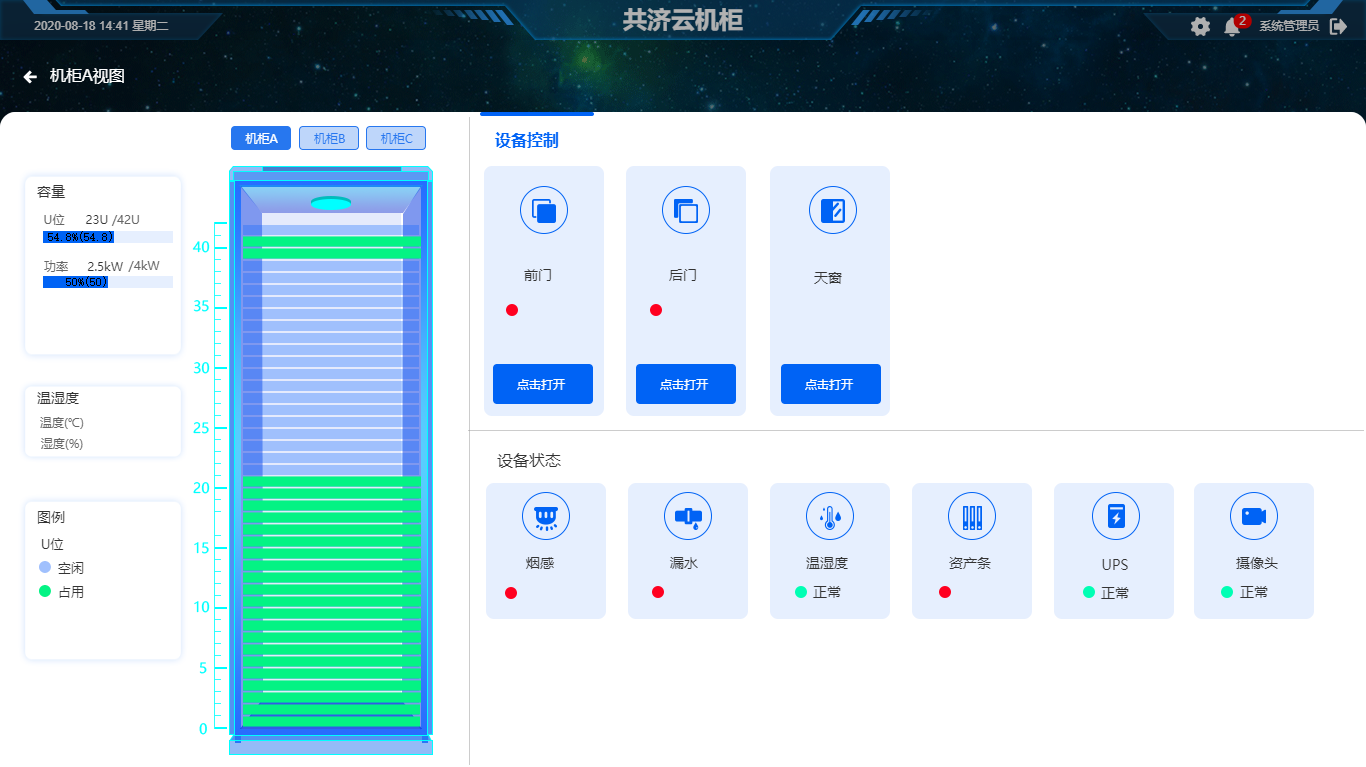 2020-08-18 14:41 星期二
共济云机柜
2
系统管理员
机柜A视图
机柜A
机柜B
机柜C
容量
U位 23U /42U
54.8%(54.8)
功率 2.5kW /4kW
50%(50)
温湿度
温度(℃)
湿度(%)
图例
U位
空闲
占用
40
35
30
25
20
15
10
5
0
设备控制
前门
后门
天窗
点击打开
点击打开
点击打开
设备状态
烟感
漏水
温湿度
资产条
UPS
摄像头
正常
正常
正常